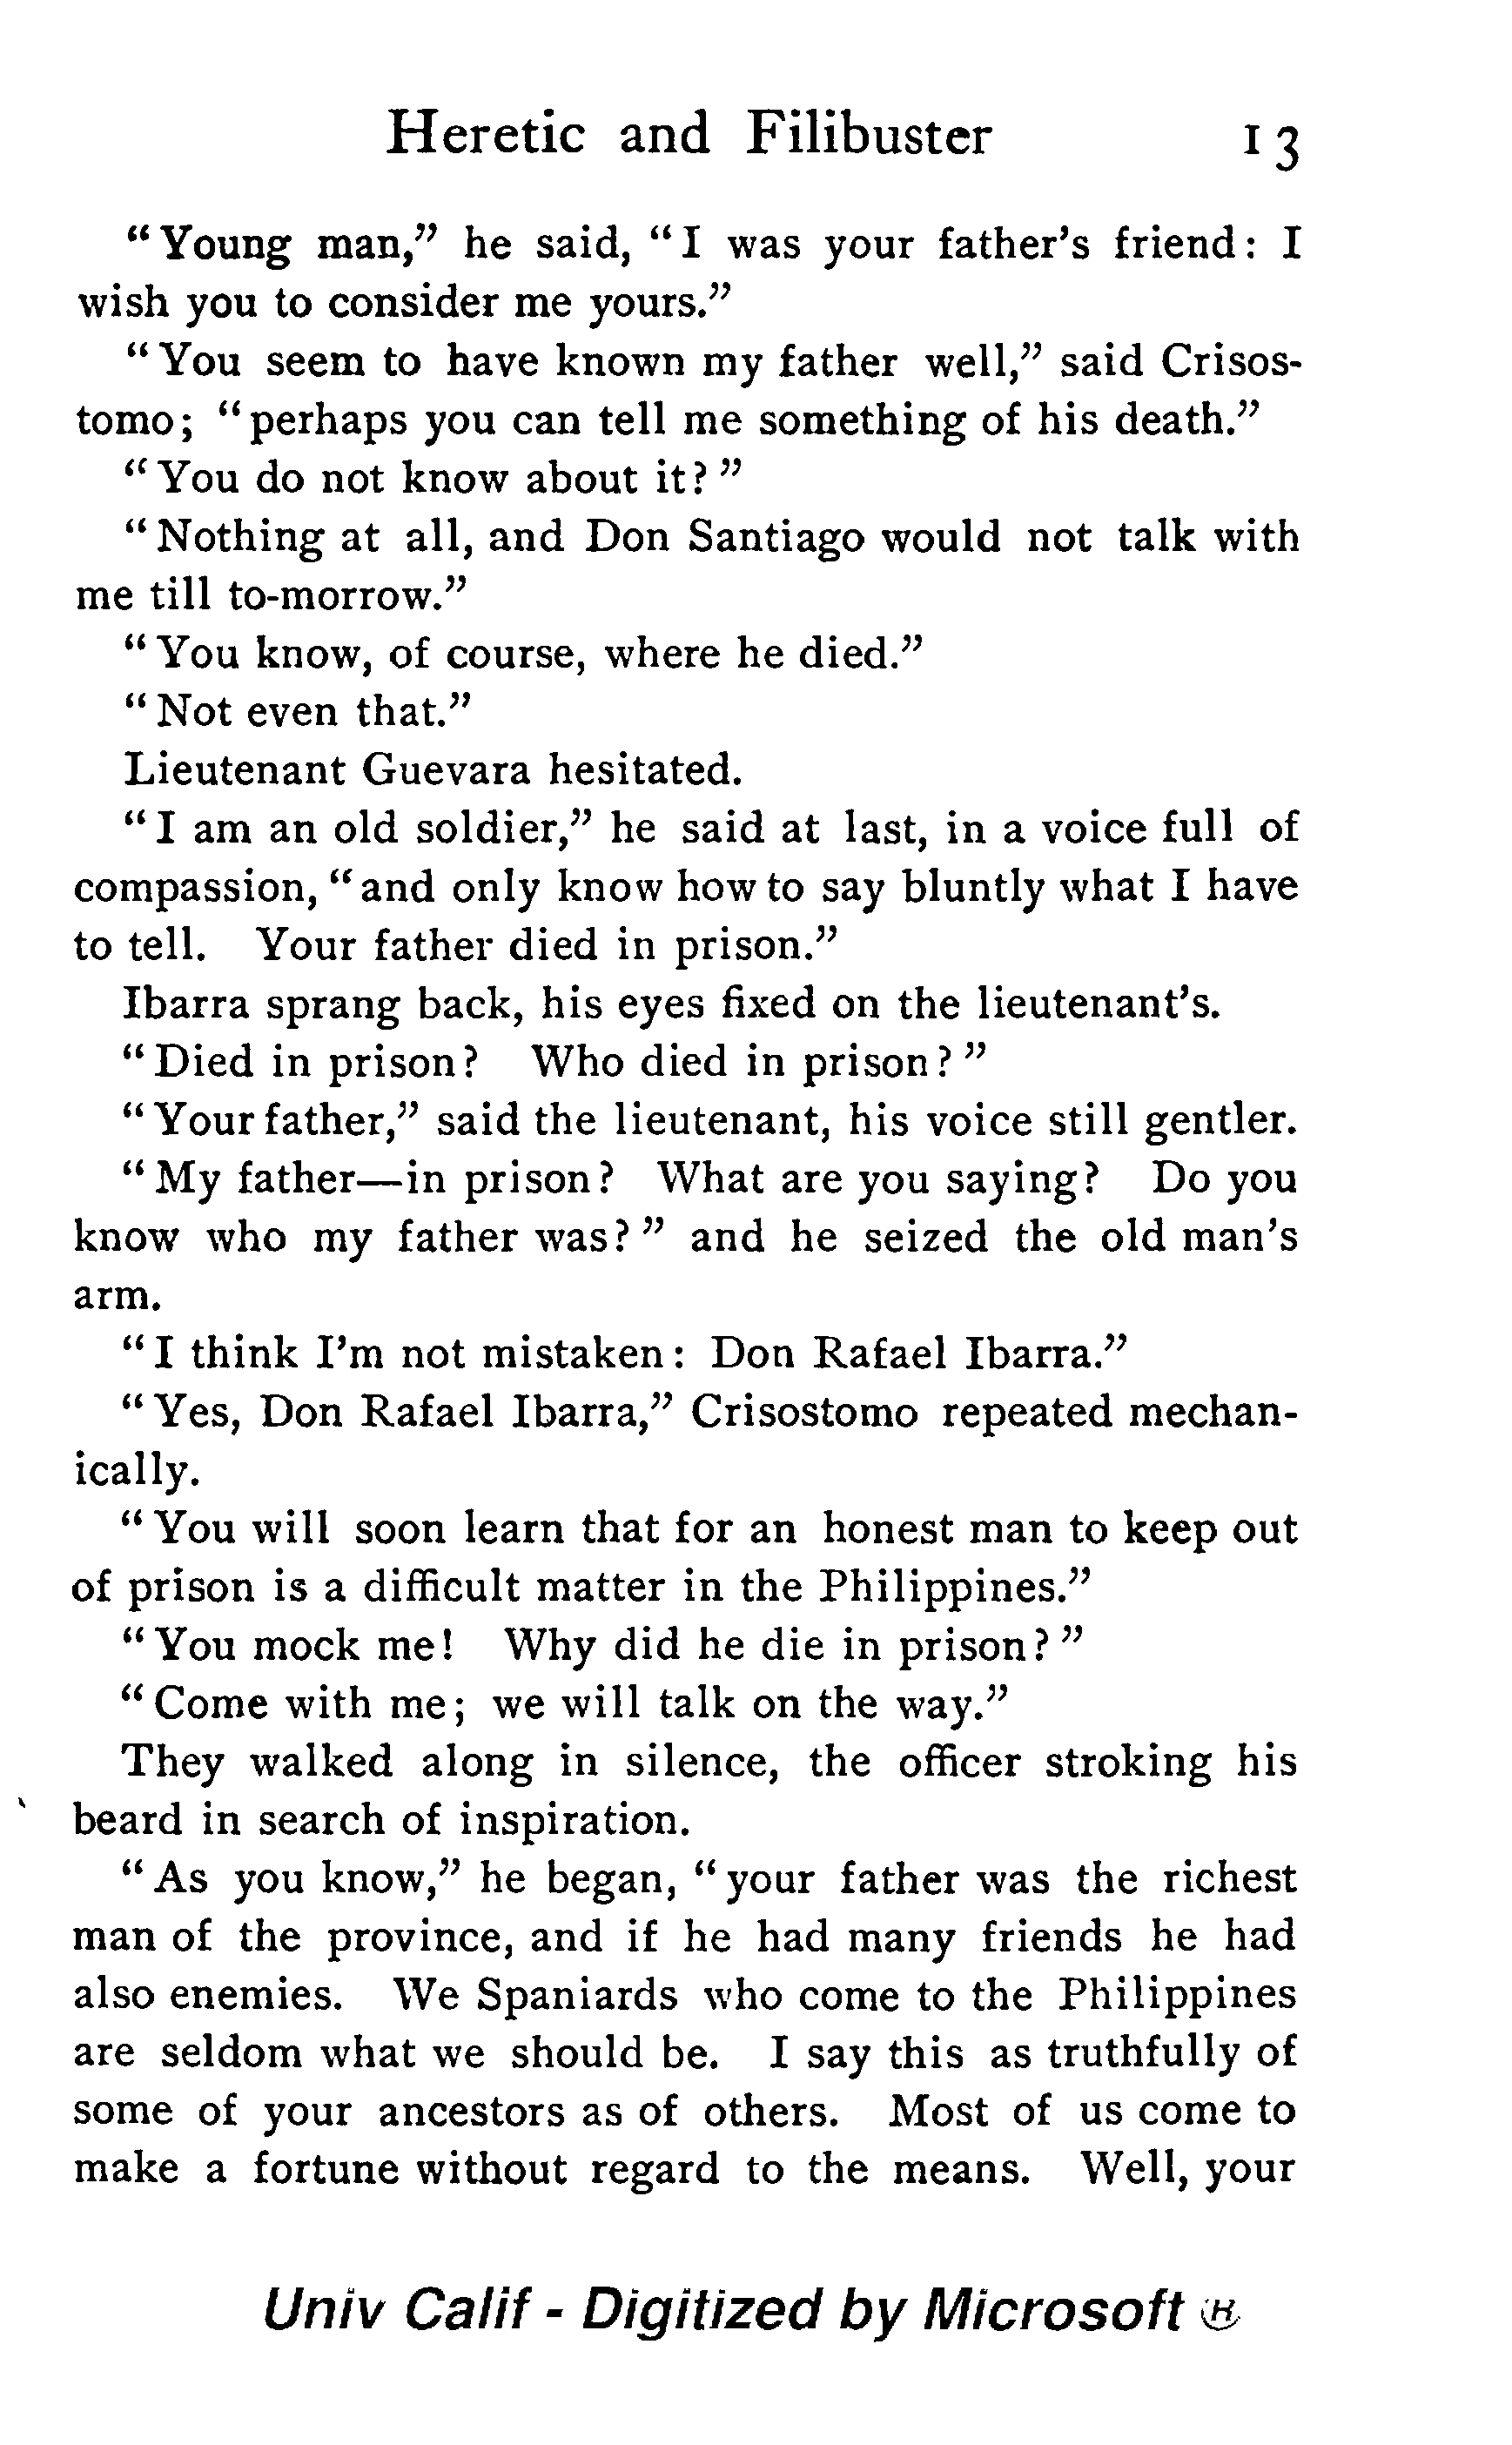 Heretic and Filibuster 13
"Young man," he said, "I was your father's friend: I
wish you to consider me yours."
"You seem to have known my father well," said Crisos-
tomo; "perhaps you can tell me something of his death."
"You do not know about it?"
"Nothing at all, and Don Santiago would not talk with
me till to-morrow."
"You know, of course, where he died."
"Not even that."
Lieutenant Guevara hesitated.
"I am an old soldier," he said at last, in a voice full of
compassion, "and only know how to say bluntly what I have
to tell. Your father died in prison."
Ibarra sprang back, his eyes fixed on the lieutenant's.
"Died in prison? Who died in prison?"
"Your father," said the lieutenant, his voice still gentler.
"My father—in prison? What are you saying? Do you
know who my father was?" and he seized the old man's
arm.
"I think I'm not mistaken: Don Rafael Ibarra."
"Yes, Don Rafael Ibarra," Crisostomo repeated mechan-
ically.
"You will soon learn that for an honest man to keep out
of prison is a difficult matter in the Philippines."
"You mock me! Why did he die in prison?"
"Come with me; we will talk on the way."
They walked along in silence, the officer stroking his
beard in search of inspiration.
"As you know," he began, "your father was the richest
man of the province, and if he had many friends he had
also enemies. We Spaniards who come to the Philippines
are seldom what we should be. I say this as truthfully of
some of your ancestors as of others. Most of us come to
make a fortune without regard to the means. Well, your
Univ Calif - Digitized by Microsoft ®